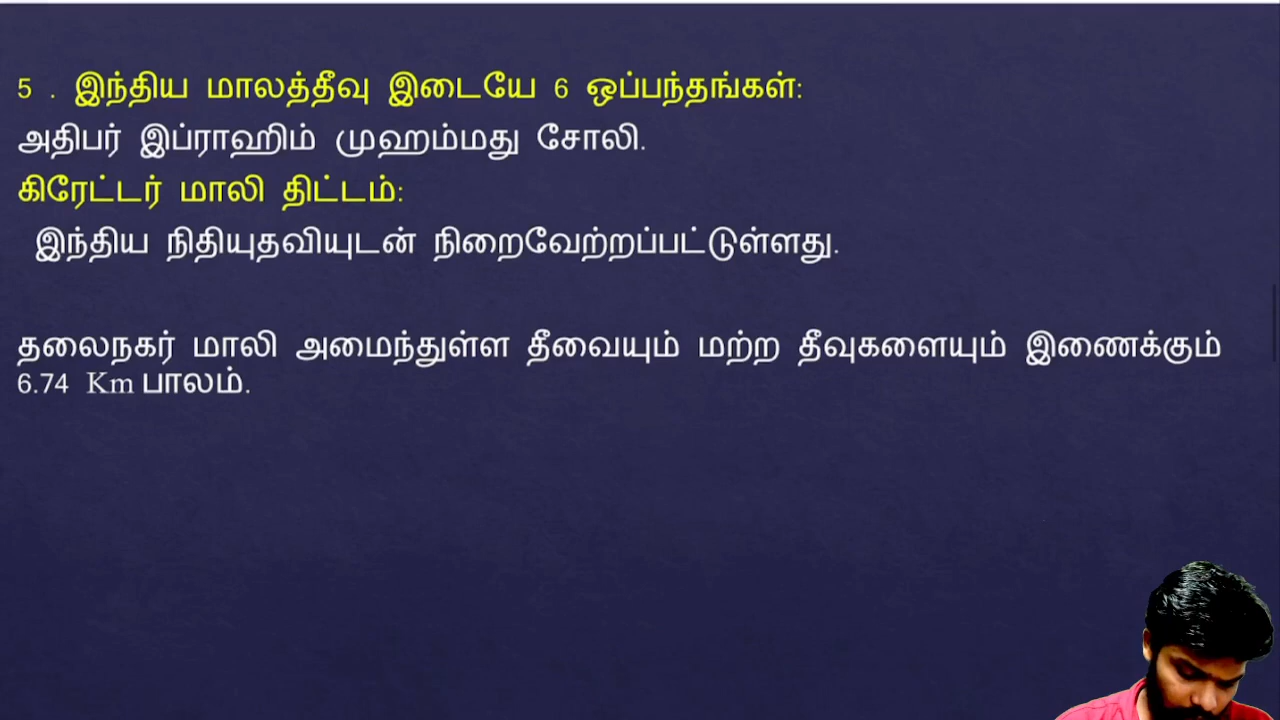 5 . இந்திய மாலத்தீவு இடையே 6 ஒப்பந்தங்கள்:
அதிபர் இப்ராஹிம் முஹம்மது சோலி.
கிரேட்டர் மாலி திட்டம்:
இந்திய நிதியுதவியுடன் நிறைவேற்றப்பட்டுள்ளது.
தலைநகர் மாலி அமைந்துள்ள தீவையும் மற்ற தீவுகளையும் இணைக்கும்
6.74 Km பாலம்.